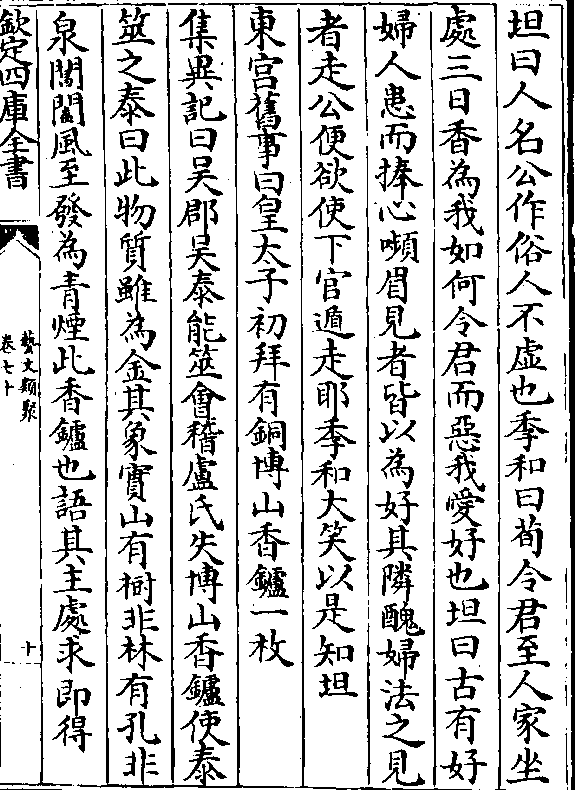 坦曰人名公作俗人不虚也季和曰荀令君至人家坐
處三日香為我如何令君而惡我愛好也坦曰古有好
婦人患而捧心嚬眉見者皆以為好其隣醜婦法之見
者走公便欲使下官遁走耶季和大笑以是知坦
東宫舊事曰皇太子初拜有銅博山香鑪一枚
集異記曰吴郡吴泰能筮會稽盧氏失博山香鑪使泰
筮之泰曰此物質雖為金其象實山有樹非林有孔非
泉閶闔風至發為青煙此香鑪也語其主處求即得
欽定四庫全書
藝文類聚
卷七十
十